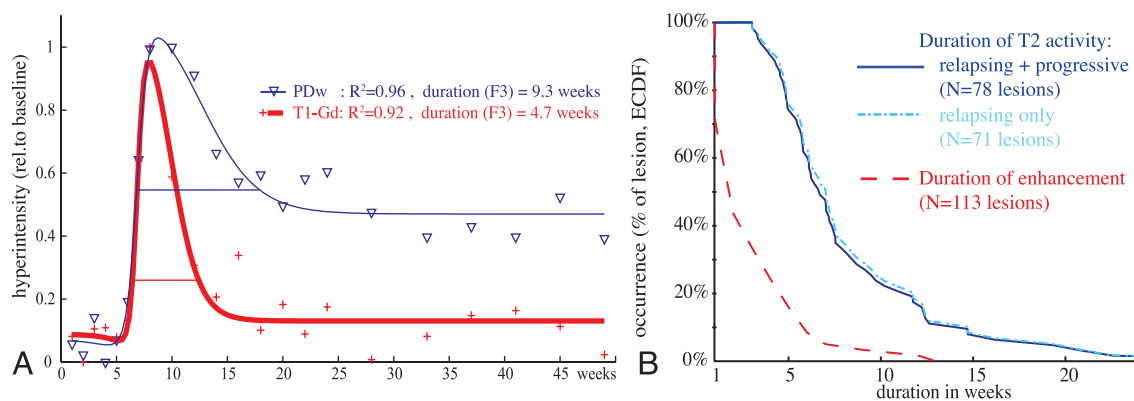 hyperintensity (rel.to baseline)
1
0.8
0.6
0.4
0.2
0
0 5 10 15 20 25 30 35 40 45 weeks
PDw : R²=0.96 , duration (F3) = 9.3 weeks
T1-Gd: R²=0.92 , duration (F3) = 4.7 weeks
A
occurrence (% of lesion, ECDF)
100%
80%
60%
40%
20%
0%
1 5 10 15 20
duration in weeks
Duration of T2 activity:
relapsing + progressive
(N=78 lesions)
relapsing only
(N=71 lesions)
Duration of enhancement
(N=113 lesions)
B